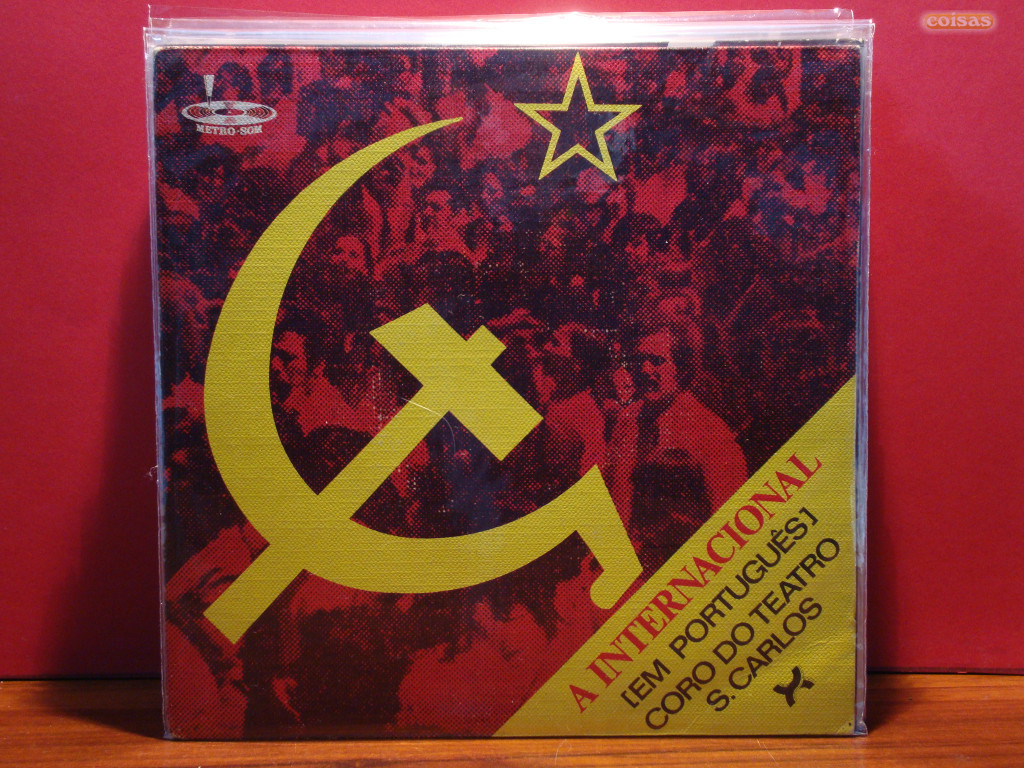 coisas
METRO-SOM
A INTERNACIONAL
[EM PORTUGUÊS]
CORO DO TEATRO
S. CARLOS